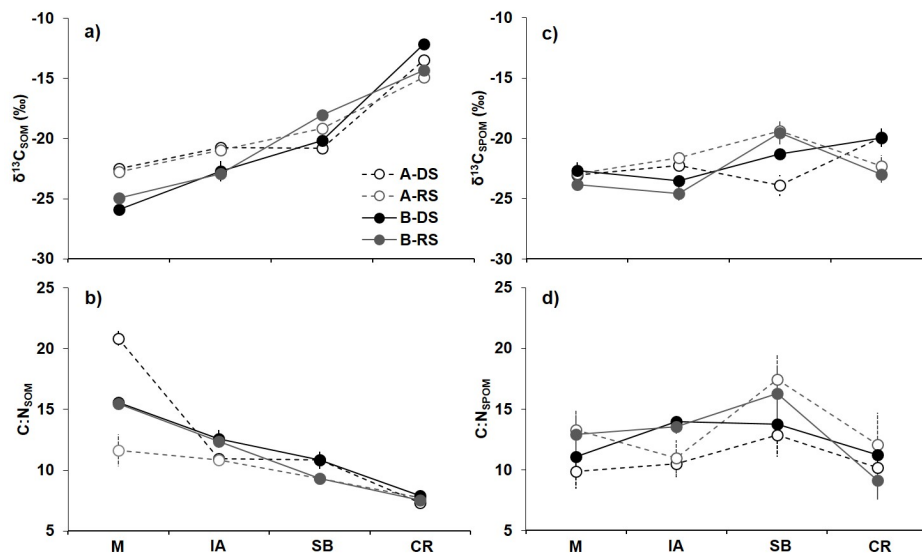 a)
δ13CSOM (‰)
-10
-15
-20
-25
-30
A-DS
A-RS
B-DS
B-RS
c)
δ13CSPOM (‰)
-10
-15
-20
-25
-30
b)
C:NSOM
25
20
15
10
5
M IA SB CR
d)
C:NSPOM
25
20
15
10
5
M IA SB CR